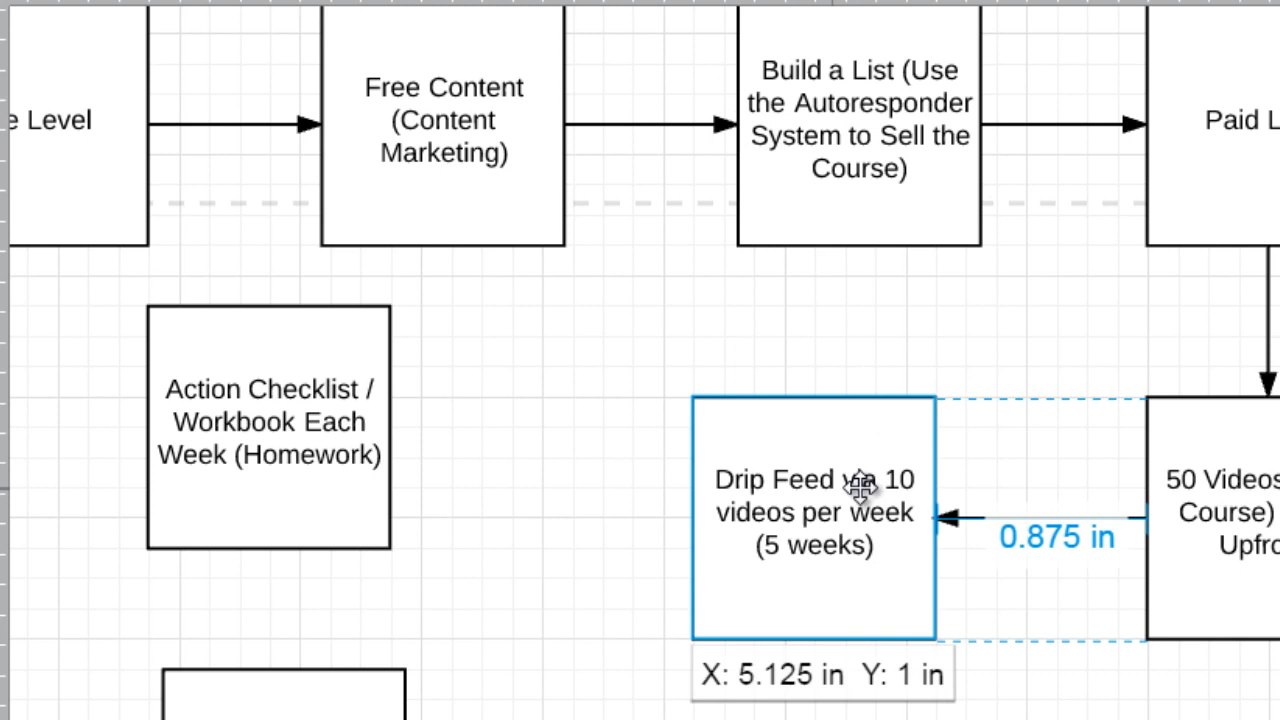 e Level
Free Content
(Content
Marketing)
Build a List (Use
the Autoresponder
System to Sell the
Course)
Paid L
Action Checklist /
Workbook Each
Week (Homework)
Drip Feed via 10
videos per week
(5 weeks)
0.875 in
50 Videos
Course)
Upfro
X: 5.125 in Y: 1 in